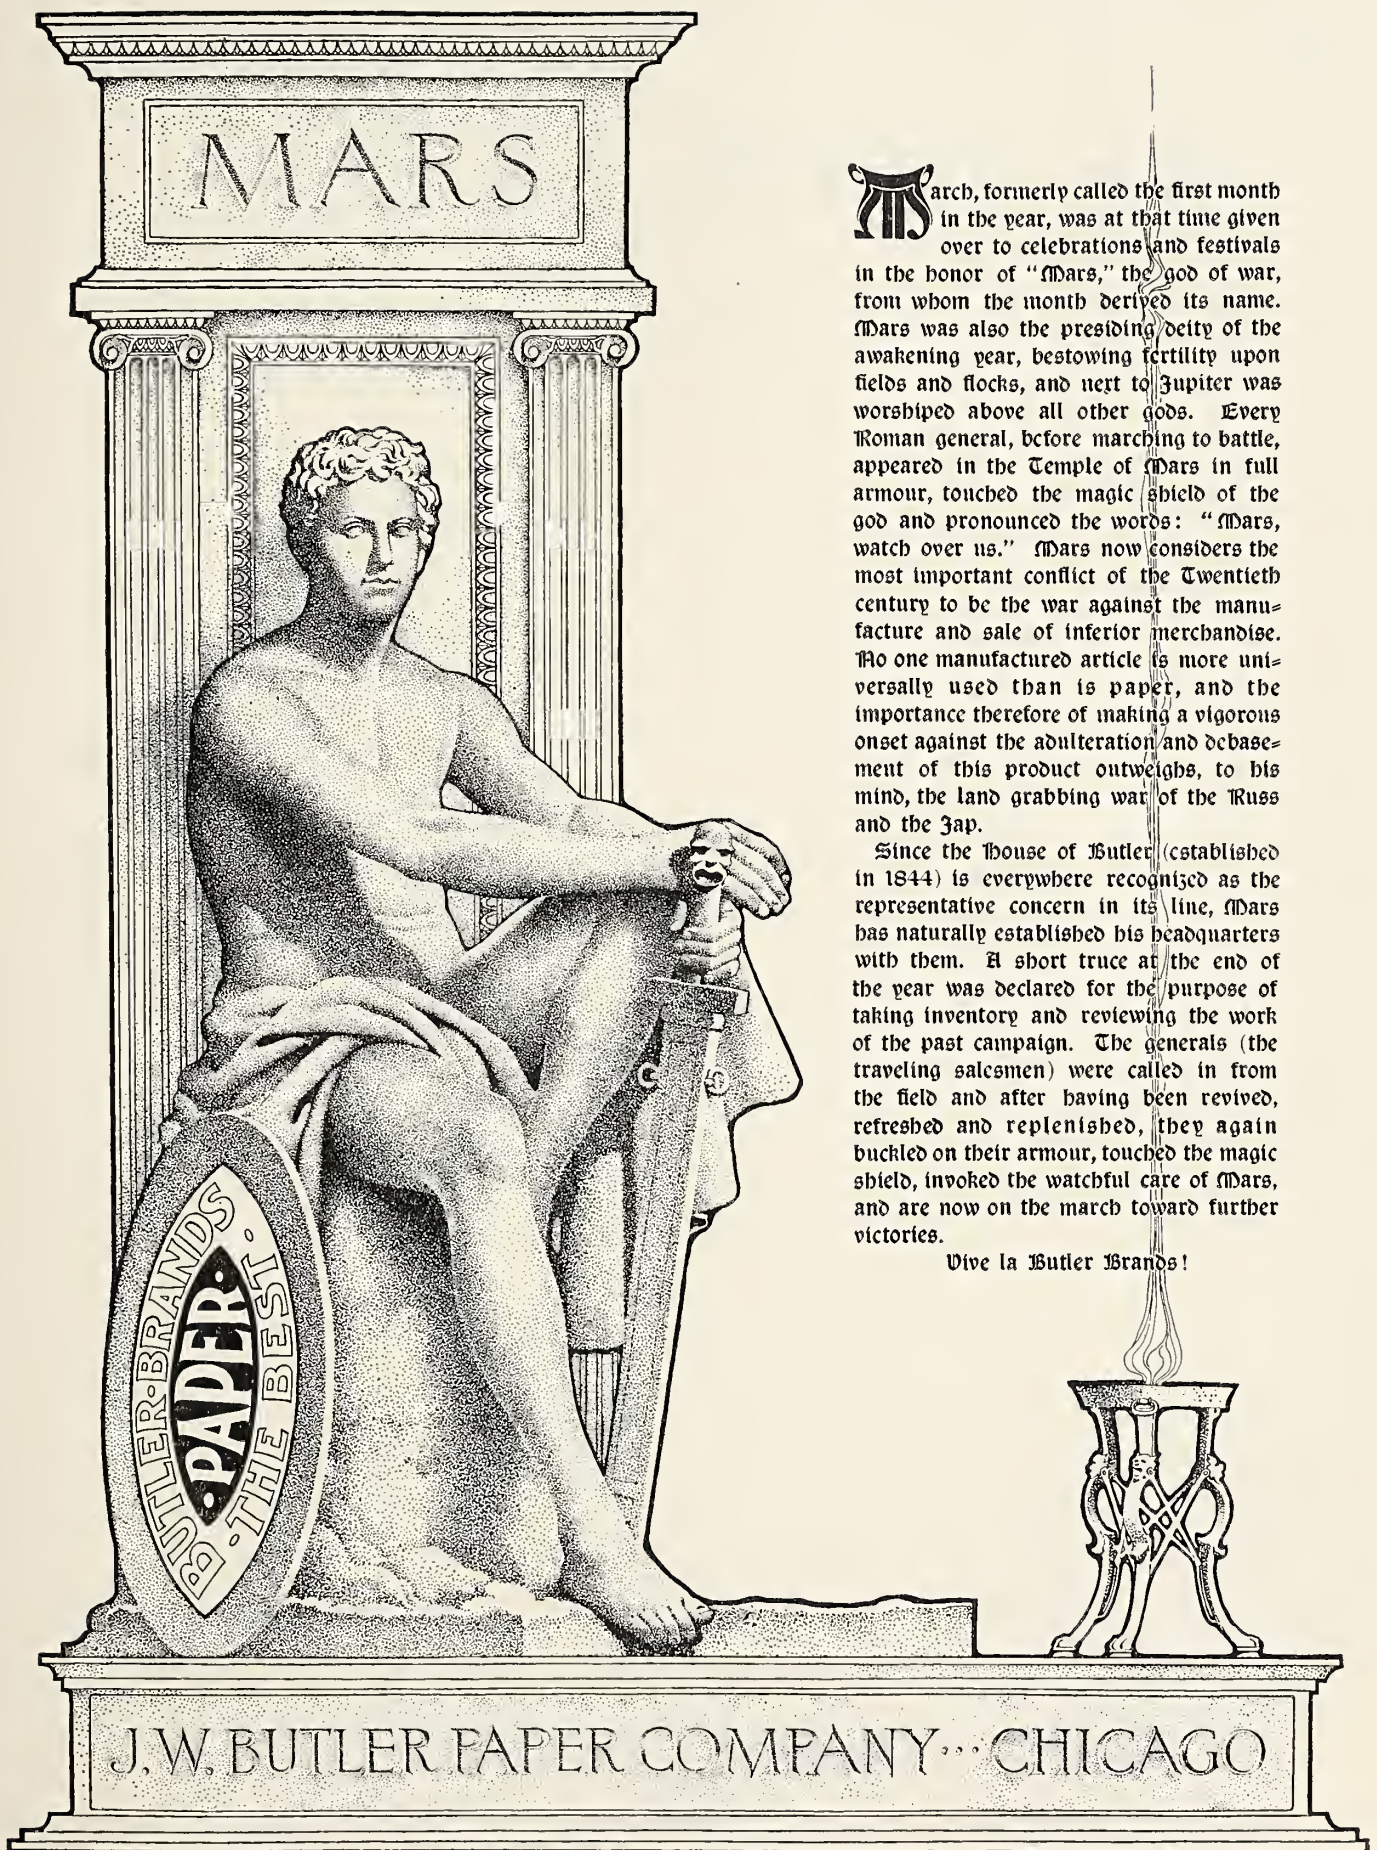 MARS
March, formerly called the first month
in the year, was at that time given
over to celebrations and festivals
in the honor of "Mars," the god of war,
from whom the month derived its name.
Mars was also the presiding deity of the
awakening year, bestowing fertility upon
fields and flocks, and next to Jupiter was
worshiped above all other gods. Every
Roman general, before marching to battle,
appeared in the Temple of Mars in full
armour, touched the magic shield of the
god and pronounced the words: "Mars,
watch over us." Mars now considers the
most important conflict of the Twentieth
century to be the war against the manu-
facture and sale of inferior merchandise.
No one manufactured article is more uni-
versally used than is paper, and the
importance therefore of making a vigorous
onset against the adulteration and debase-
ment of this product outweighs, to his
mind, the land grabbing war of the Russ
and the Jap.
Since the House of Butler (established
in 1844) is everywhere recognized as the
representative concern in its line, Mars
has naturally established his headquarters
with them. A short truce at the end of
the year was declared for the purpose of
taking inventory and reviewing the work
of the past campaign. The generals (the
traveling salesmen) were called in from
the field and after having been revived,
refreshed and replenished, they again
buckled on their armour, touched the magic
shield, invoked the watchful care of Mars,
and are now on the march toward further
victories.
Vive la Butler Brands!
BUTLER·BRANDS
·PAPER·
·THE BEST·
J. W. BUTLER PAPER COMPANY··· CHICAGO